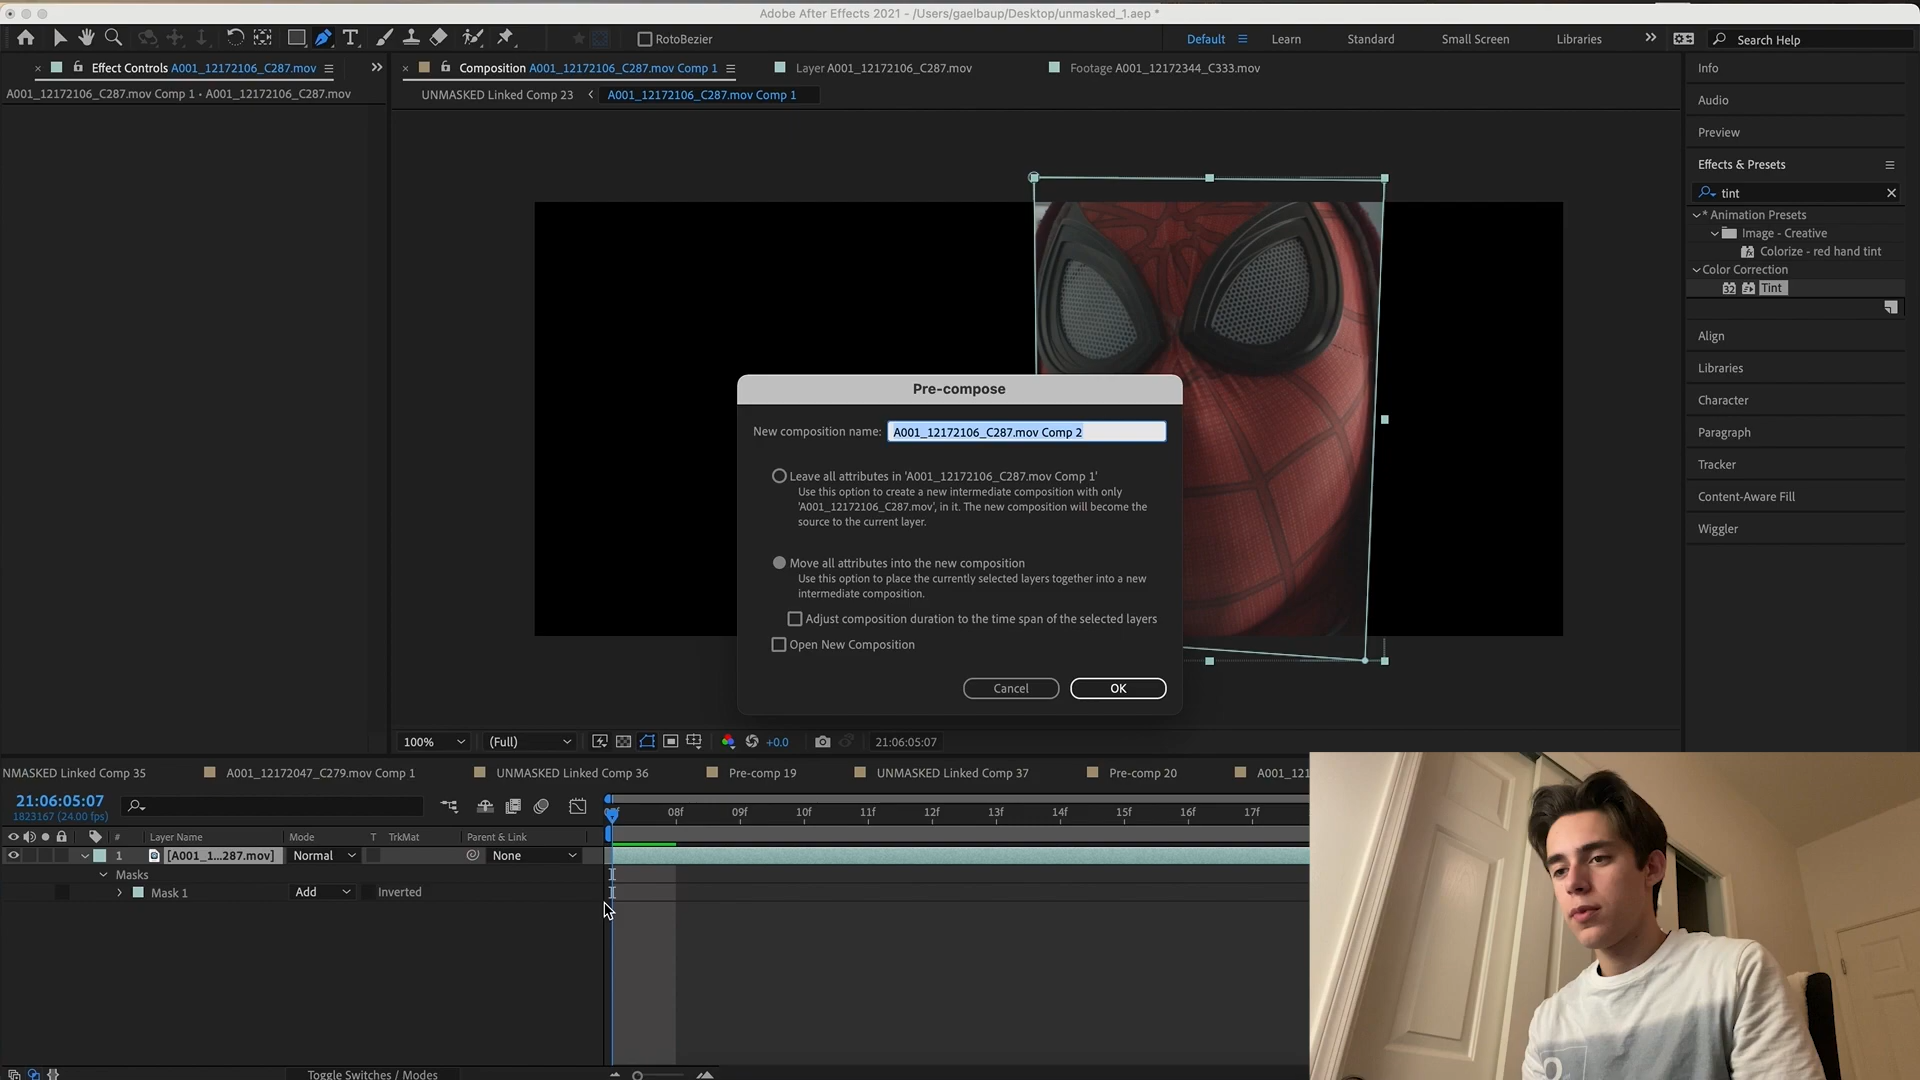 Adobe After Effects 2021 - /Users/gaelbaup/Desktop/unmasked_1.aep *
RotoBezier
Default
Learn
Standard
Small Screen
Libraries
Search Help
Effect Controls A001_12172106_C287.mov
Composition A001_12172106_C287.mov Comp 1
Layer A001_12172106_C287.mov
Footage A001_12172344_C333.mov
A001_12172106_C287.mov Comp 1 • A001_12172106_C287.mov
UNMASKED Linked Comp 23
A001_12172106_C287.mov Comp 1
Info
Audio
Preview
Effects & Presets
tint
* Animation Presets
Image - Creative
Colorize - red hand tint
Color Correction
32
Tint
Align
Libraries
Character
Paragraph
Tracker
Content-Aware Fill
Wiggler
Pre-compose
New composition name: A001_12172106_C287.mov Comp 2
Leave all attributes in 'A001_12172106_C287.mov Comp 1'
Use this option to create a new intermediate composition with only
'A001_12172106_C287.mov', in it. The new composition will become the
source to the current layer.
Move all attributes into the new composition
Use this option to place the currently selected layers together into a new
intermediate composition.
Adjust composition duration to the time span of the selected layers
Open New Composition
Cancel
OK
100%
(Full)
+0.0
21:06:05:07
NMASKED Linked Comp 35
A001_12172047_C279.mov Comp 1
UNMASKED Linked Comp 36
Pre-comp 19
UNMASKED Linked Comp 37
Pre-comp 20
A001_121
21:06:05:07
1823167 (24.00 fps)
08f
09f
10f
11f
12f
13f
14f
15f
16f
17f
#
Layer Name
Mode
T
TrkMat
Parent & Link
1
[A001_1...287.mov]
Normal
None
Masks
Mask 1
Add
Inverted
Toggle Switches / Modes